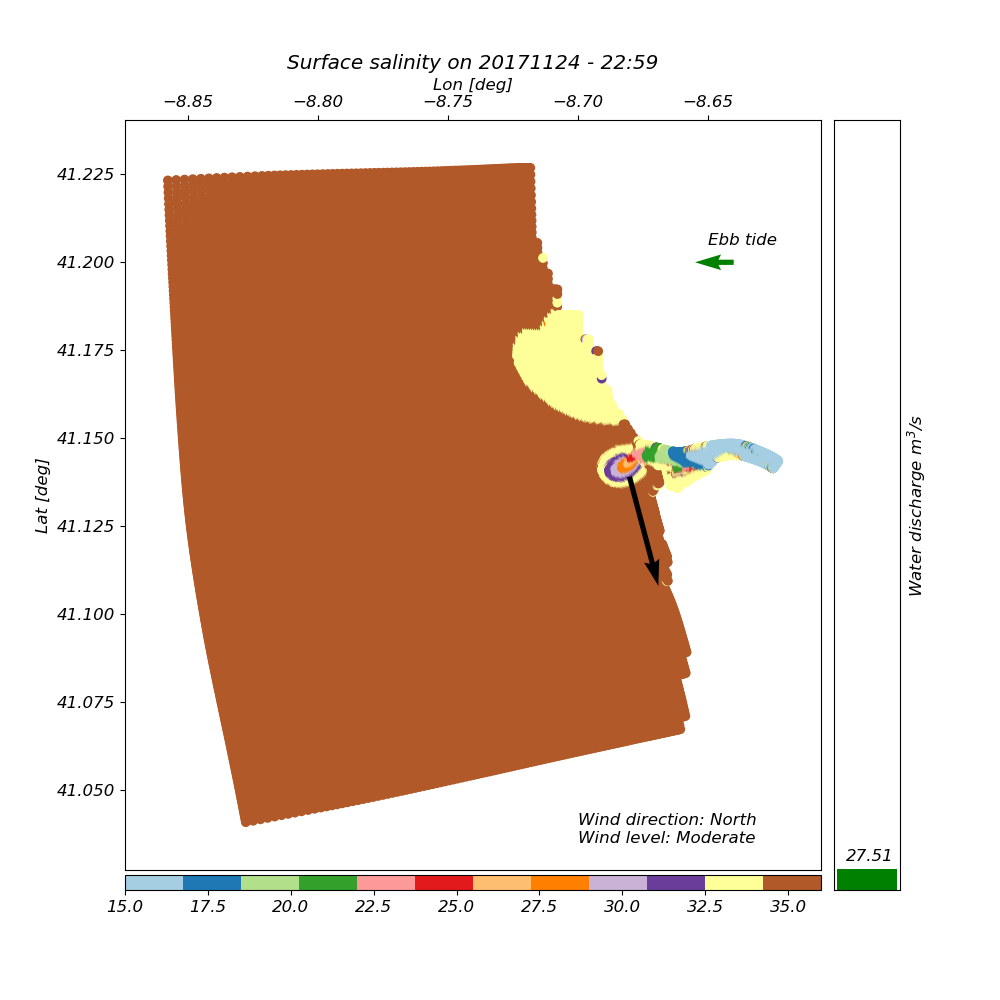 Surface salinity on 20171124 - 22:59
Lon [deg]
−8.85 −8.80 −8.75 −8.70 −8.65
41.225
41.200
41.175
41.150
41.125
41.100
41.075
41.050
Lat [deg]
Ebb tide
Wind direction: North
Wind level: Moderate
15.0 17.5 20.0 22.5 25.0 27.5 30.0 32.5 35.0
27.51
Water discharge m³/s